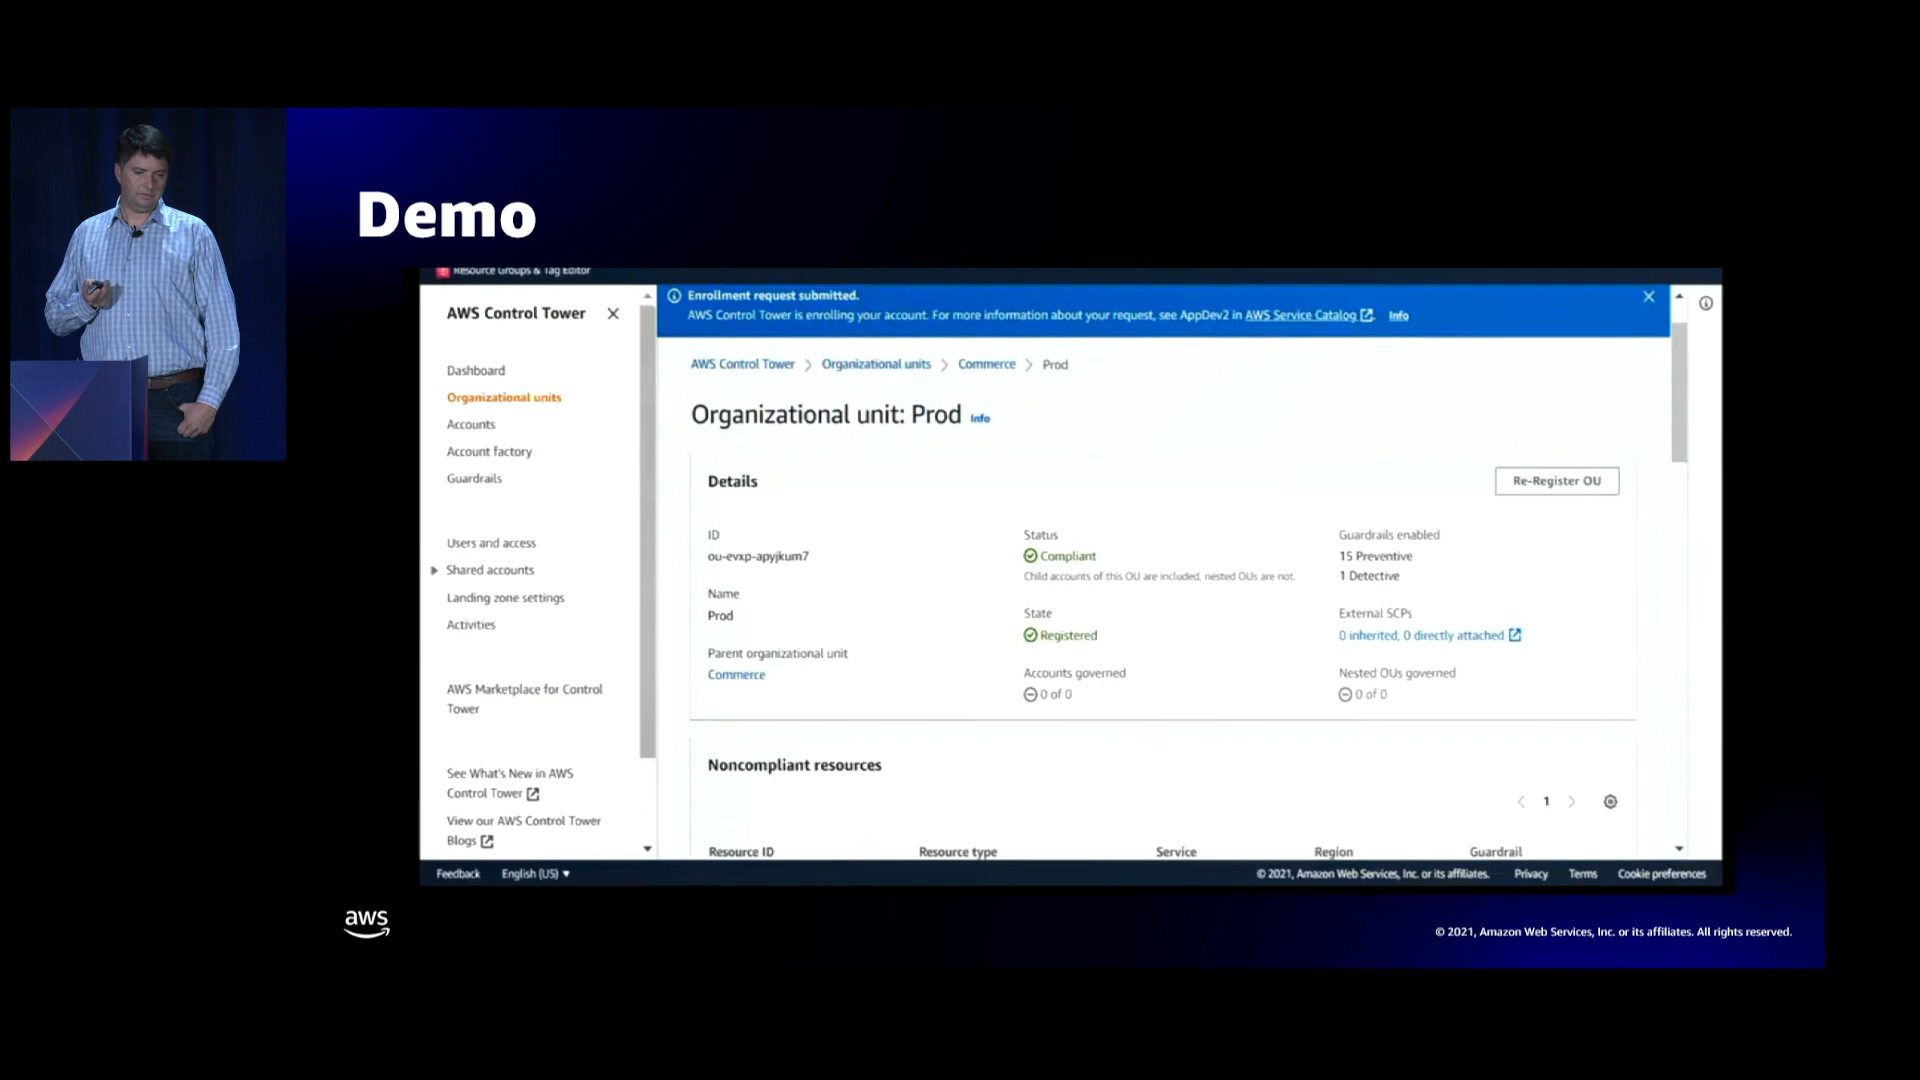 Demo
Resource Groups & Tag Editor
AWS Control Tower
Dashboard
Organizational units
Accounts
Account factory
Guardrails
Users and access
Shared accounts
Landing zone settings
Activities
AWS Marketplace for Control
Tower
See What's New in AWS
Control Tower
View our AWS Control Tower
Blogs
Enrollment request submitted.
AWS Control Tower is enrolling your account. For more information about your request, see AppDev2 in AWS Service Catalog. Info
AWS Control Tower > Organizational units > Commerce > Prod
Organizational unit: Prod Info
Details
Re-Register OU
ID
ou-evxp-apyjkum7
Name
Prod
Parent organizational unit
Commerce
Status
Compliant
Child accounts of this OU are included, nested OUs are not.
State
Registered
Accounts governed
0 of 0
Guardrails enabled
15 Preventive
1 Detective
External SCPs
0 inherited, 0 directly attached
Nested OUs governed
0 of 0
Noncompliant resources
1
Resource ID Resource type Service Region Guardrail
Feedback English (US)
© 2021, Amazon Web Services, Inc. or its affiliates. Privacy Terms Cookie preferences
aws
© 2021, Amazon Web Services, Inc. or its affiliates. All rights reserved.